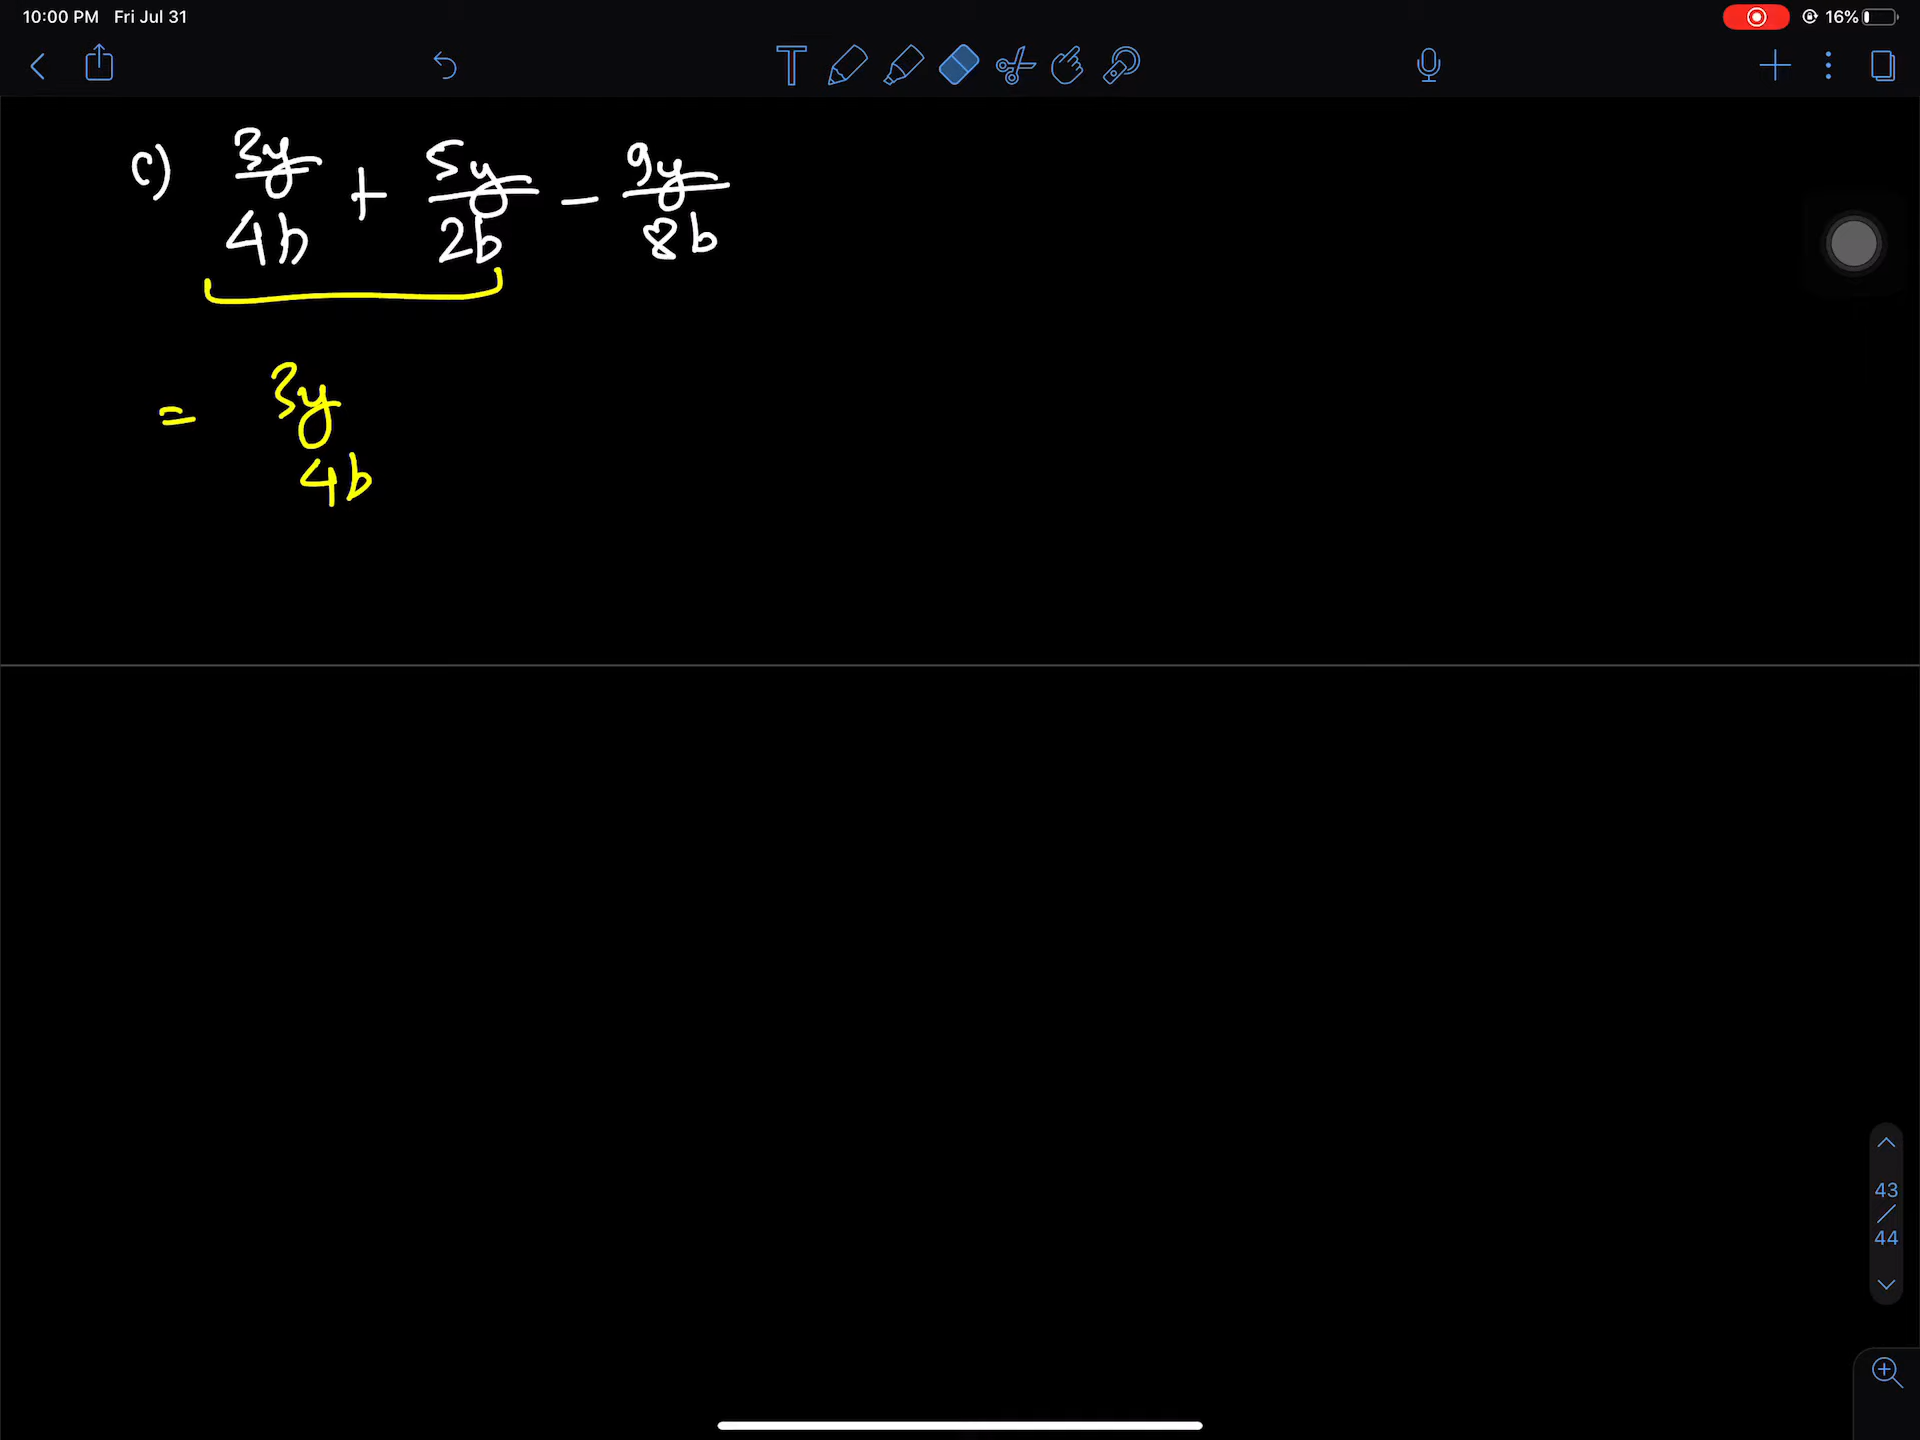 10:00 PM Fri Jul 31 16%
T
c) 3y/4b + 5y/2b - 9y/8b
= 3y
4b
43
/
44